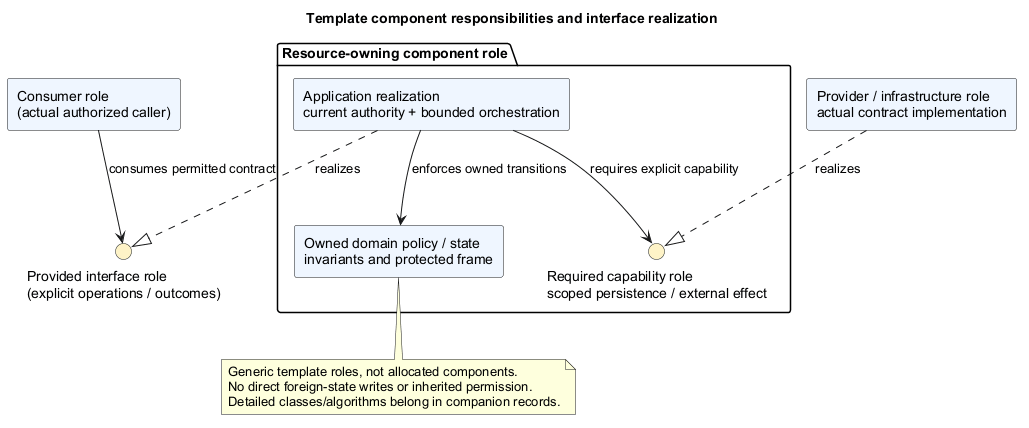 Template component responsibilities and interface realization
Resource-owning component role
Consumer role
(actual authorized caller)
Application realization
current authority + bounded orchestration
Provider / infrastructure role
actual contract implementation
consumes permitted contract
realizes
enforces owned transitions
requires explicit capability
realizes
Owned domain policy / state
invariants and protected frame
Provided interface role
(explicit operations / outcomes)
Required capability role
scoped persistence / external effect
Generic template roles, not allocated components.
No direct foreign-state writes or inherited permission.
Detailed classes/algorithms belong in companion records.